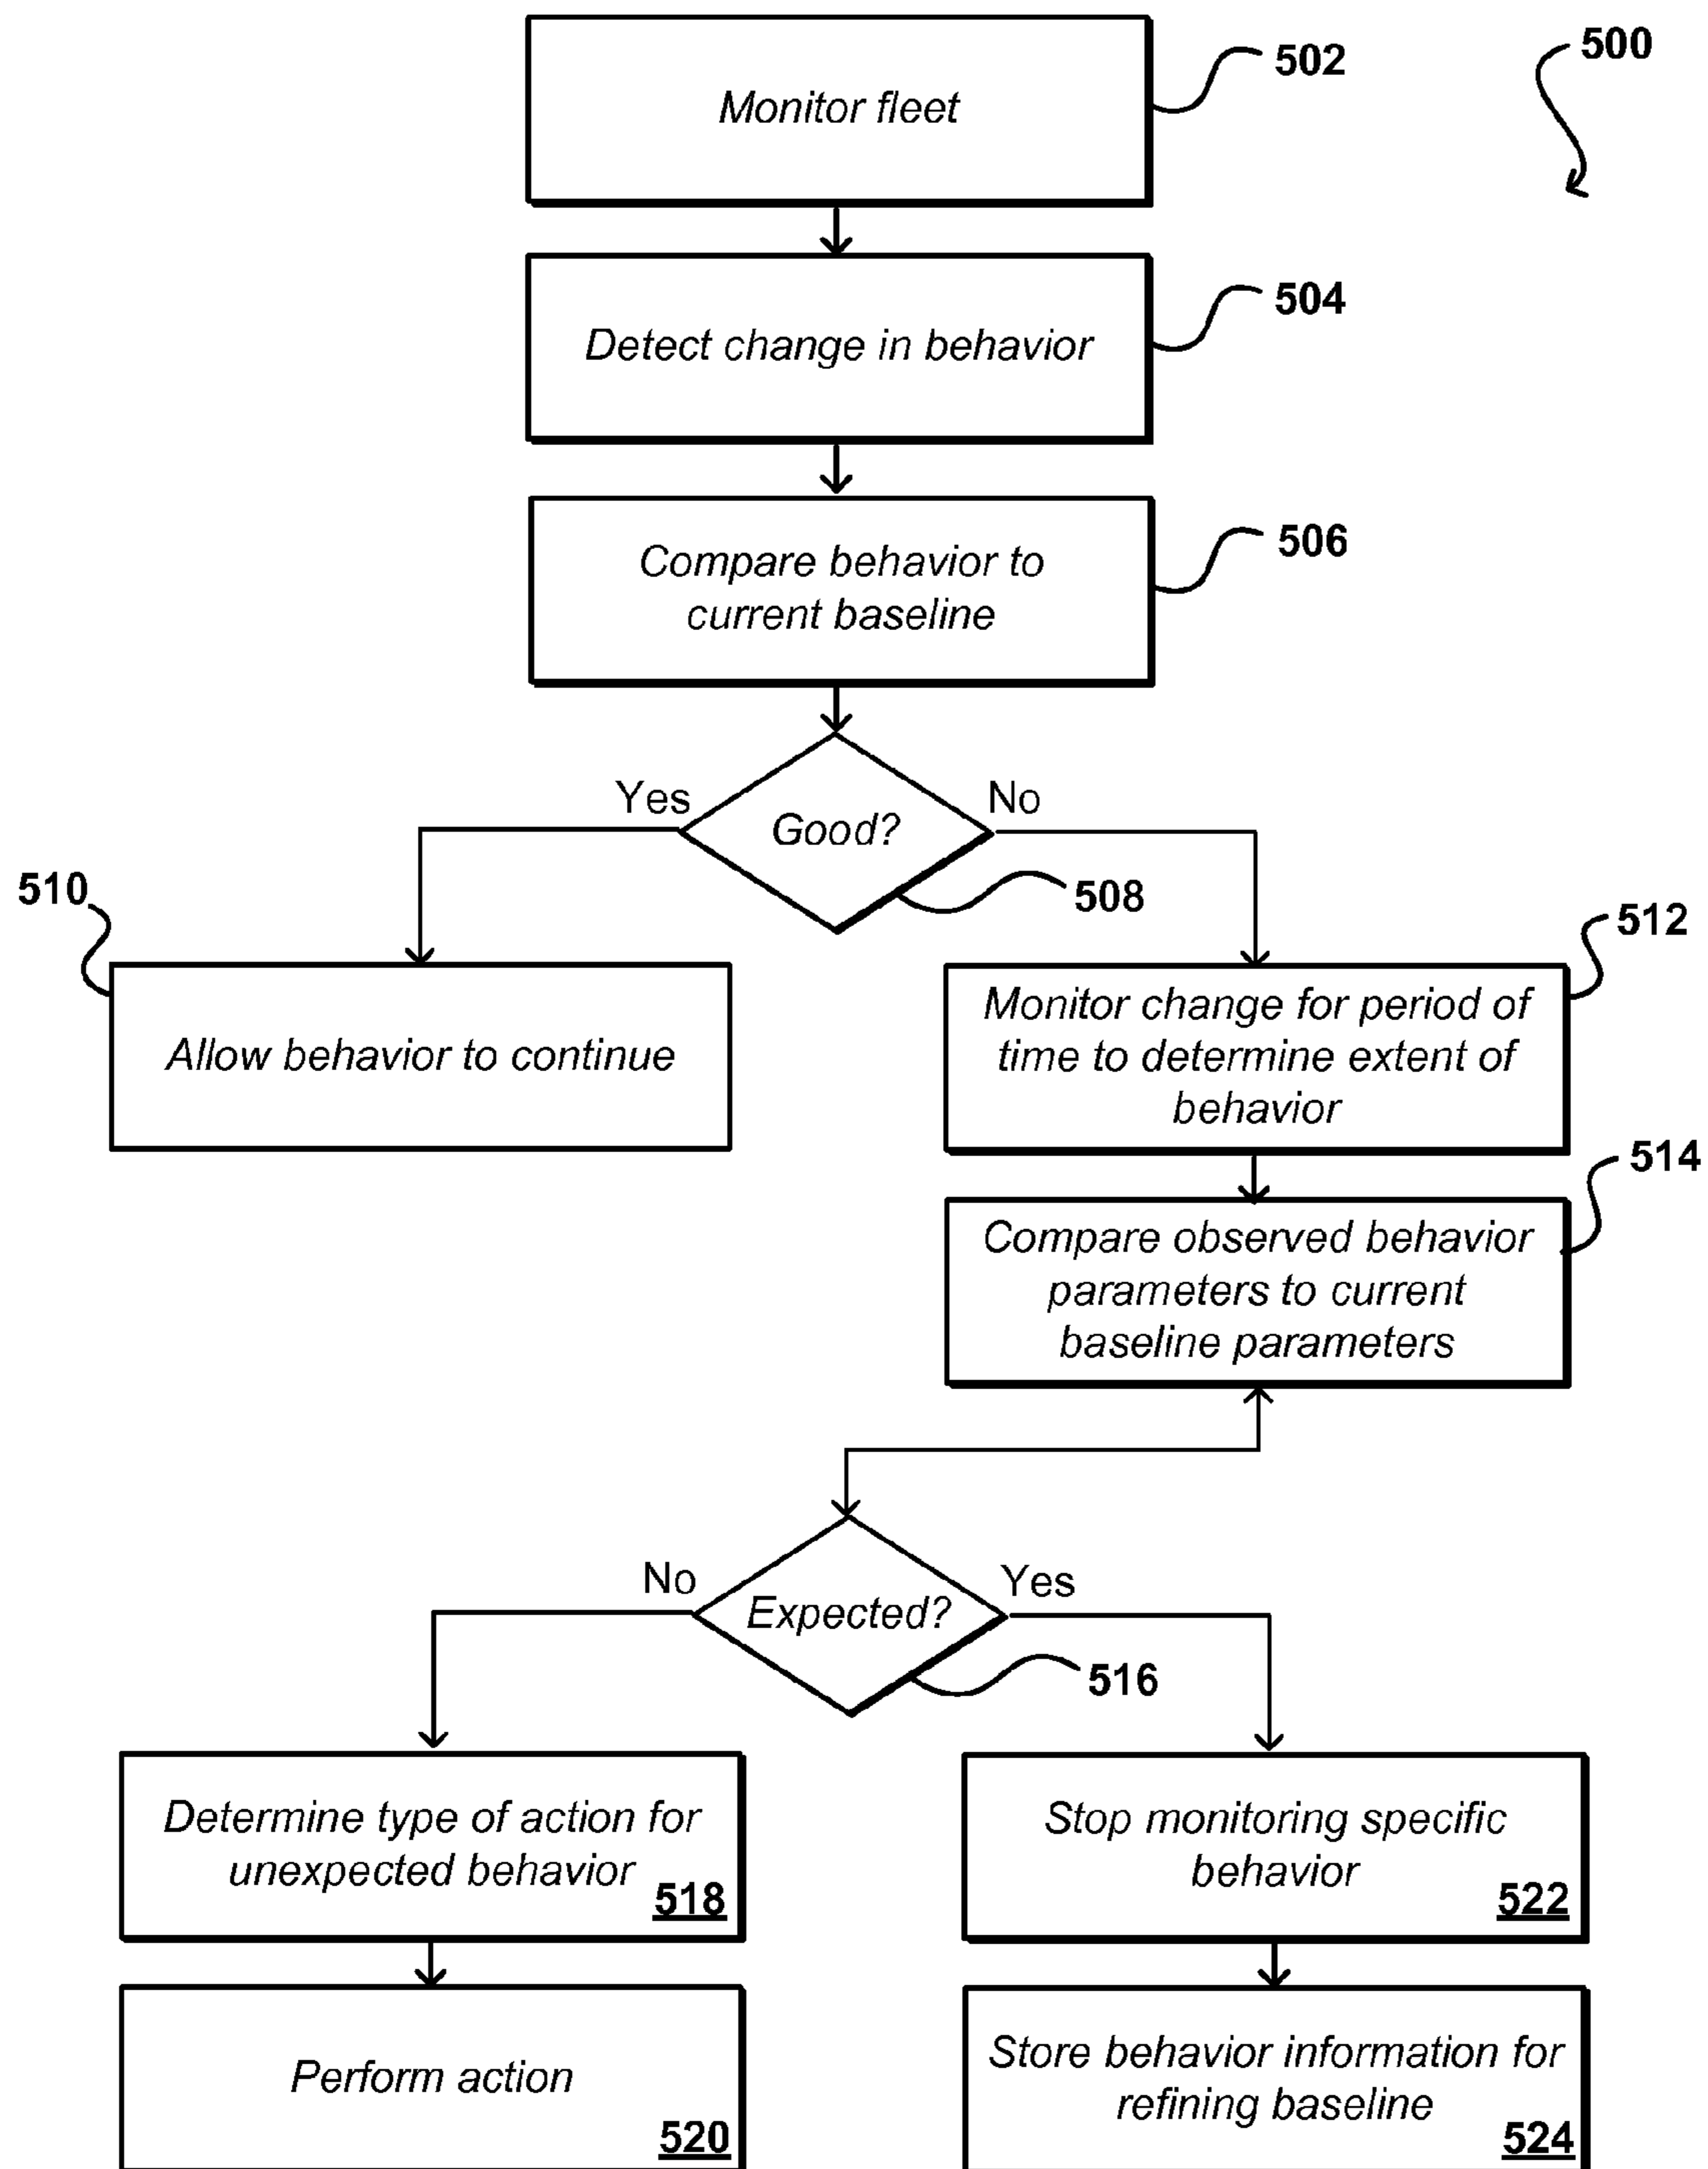 500
Monitor fleet
502
Detect change in behavior
504
Compare behavior to
current baseline
506
Yes
Good?
No
508
510
Allow behavior to continue
512
Monitor change for period of
time to determine extent of
behavior
514
Compare observed behavior
parameters to current
baseline parameters
No
Expected?
Yes
516
Determine type of action for
unexpected behavior
518
Stop monitoring specific
behavior
522
Perform action
520
Store behavior information for
refining baseline
524